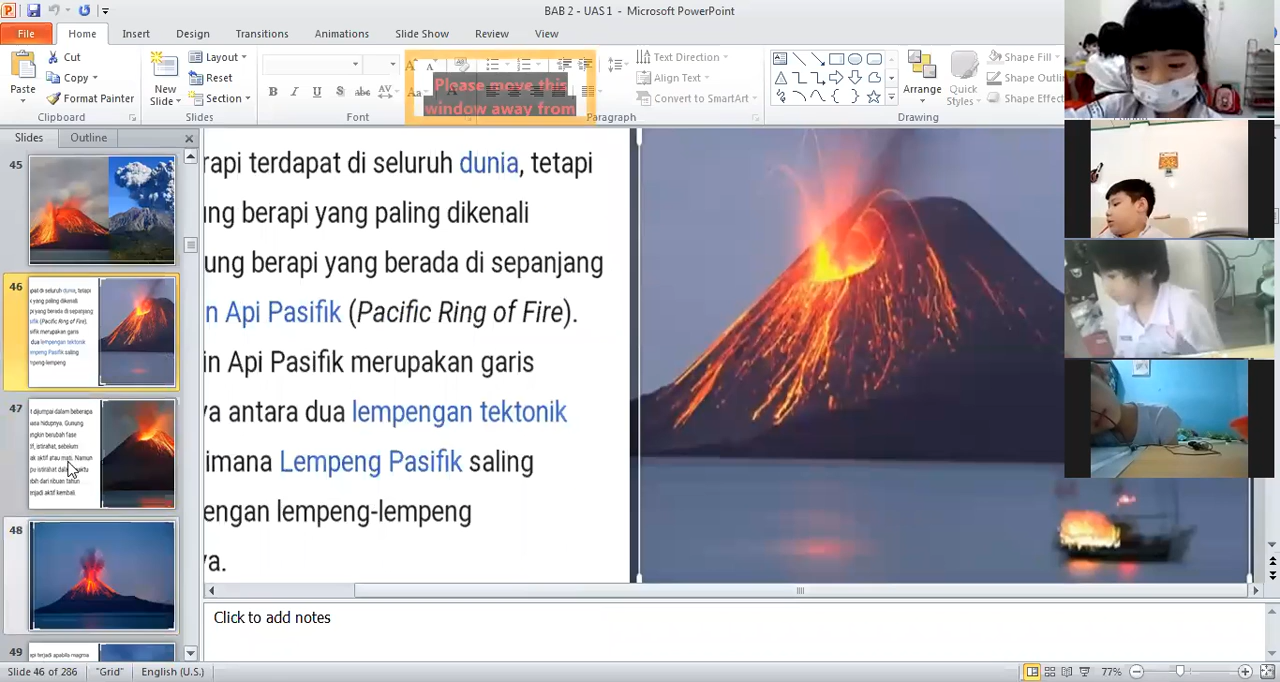 BAB 2 - UAS 1 - Microsoft PowerPoint
File Home Insert Design Transitions Animations Slide Show Review View
Paste
Cut
Copy
Format Painter
Clipboard
New
Slide
Layout
Reset
Section
Slides
B I U S abc AV
Aa
Font
Please move this
window away from
Paragraph
Text Direction
Align Text
Convert to SmartArt
Arrange
Quick
Styles
Drawing
Shape Fill
Shape Outli
Shape Effec
Slides Outline
45
46
47
48
49
rapi terdapat di seluruh dunia, tetapi
ung berapi yang paling dikenali
ung berapi yang berada di sepanjang
n Api Pasifik (Pacific Ring of Fire).
in Api Pasifik merupakan garis
ya antara dua lempengan tektonik
imana Lempeng Pasifik saling
engan lempeng-lempeng
ya.
Click to add notes
Slide 46 of 286 "Grid" English (U.S.) 77%